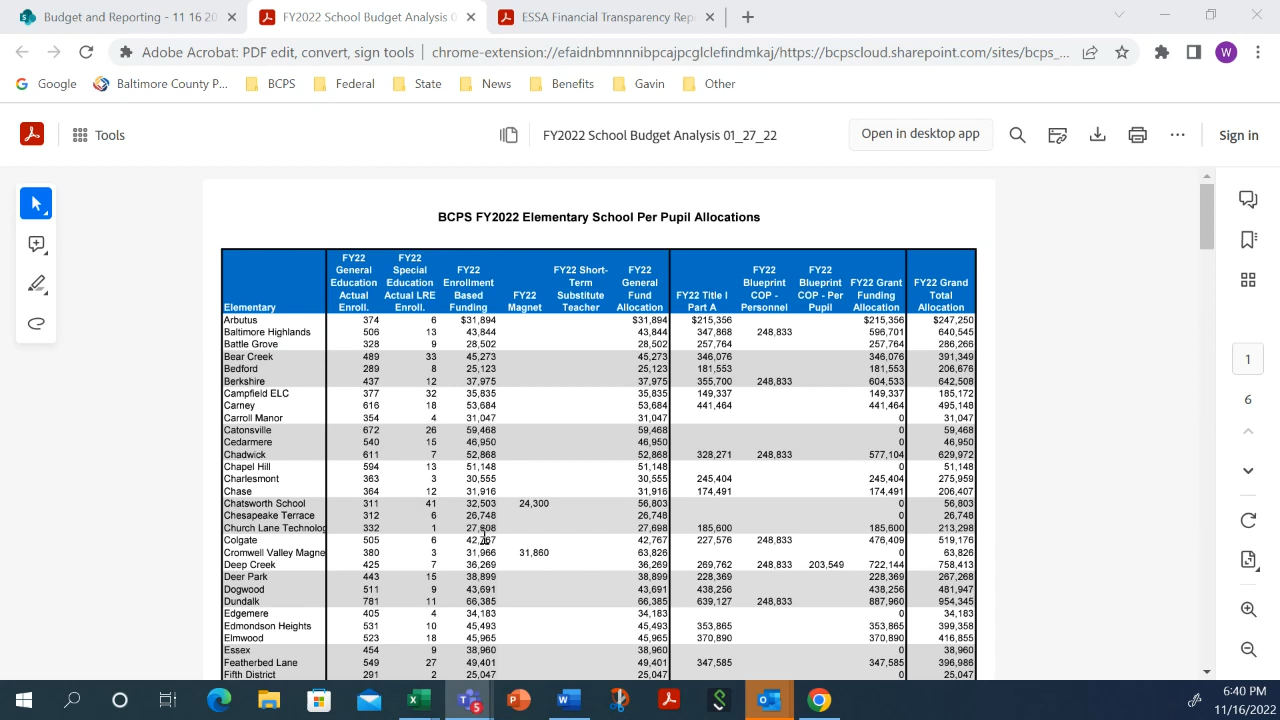 Budget and Reporting - 11 16 20
FY2022 School Budget Analysis 0
ESSA Financial Transparency Rep
Adobe Acrobat: PDF edit, convert, sign tools | chrome-extension://efaidnbmnnnibpcajpcglclefindmkaj/https://bcpscloud.sharepoint.com/sites/bcps_...
W
Google Baltimore County P... BCPS Federal State News Benefits Gavin Other
Tools FY2022 School Budget Analysis 01_27_22 Open in desktop app Sign in
BCPS FY2022 Elementary School Per Pupil Allocations
Elementary FY22 General Education Actual Enroll. FY22 Special Education Actual LRE Enroll. FY22 Enrollment Based Funding FY22 Magnet FY22 Short-Term Substitute Teacher FY22 General Fund Allocation FY22 Title I Part A FY22 Blueprint COP - Personnel FY22 Blueprint COP - Per Pupil FY22 Grant Funding Allocation FY22 Grand Total Allocation
Arbutus 374 6 $31,894 $31,894 $215,356 $215,356 $247,250
Baltimore Highlands 506 13 43,844 43,844 347,868 248,833 596,701 640,545
Battle Grove 328 9 28,502 28,502 257,764 257,764 286,266
Bear Creek 489 33 45,273 45,273 346,076 346,076 391,349
Bedford 289 8 25,123 25,123 181,553 181,553 206,676
Berkshire 437 12 37,975 37,975 355,700 248,833 604,533 642,508
Campfield ELC 377 32 35,835 35,835 149,337 149,337 185,172
Carney 616 18 53,684 53,684 441,464 441,464 495,148
Carroll Manor 354 4 31,047 31,047 0 31,047
Catonsville 672 26 59,468 59,468 0 59,468
Cedarmere 540 15 46,950 46,950 0 46,950
Chadwick 611 7 52,868 52,868 328,271 248,833 577,104 629,972
Chapel Hill 594 13 51,148 51,148 0 51,148
Charlesmont 363 3 30,555 30,555 245,404 245,404 275,959
Chase 364 12 31,916 31,916 174,491 174,491 206,407
Chatsworth School 311 41 32,503 24,300 56,803 0 56,803
Chesapeake Terrace 312 6 26,748 26,748 0 26,748
Church Lane Technolog 332 1 27,698 27,698 185,600 185,600 213,298
Colgate 505 6 42,767 42,767 227,576 248,833 476,409 519,176
Cromwell Valley Magne 380 3 31,966 31,860 63,826 0 63,826
Deep Creek 425 7 36,269 36,269 269,762 248,833 203,549 722,144 758,413
Deer Park 443 15 38,899 38,899 228,369 228,369 267,268
Dogwood 511 9 43,691 43,691 438,256 438,256 481,947
Dundalk 781 11 66,385 66,385 639,127 248,833 887,960 954,345
Edgemere 405 4 34,183 34,183 0 34,183
Edmondson Heights 531 10 45,493 45,493 353,865 353,865 399,358
Elmwood 523 18 45,965 45,965 370,890 370,890 416,855
Essex 454 9 38,960 38,960 0 38,960
Featherbed Lane 549 27 49,401 49,401 347,585 347,585 396,986
Fifth District 291 2 25,047 25,047 0 25,047
1
6
6:40 PM
11/16/2022